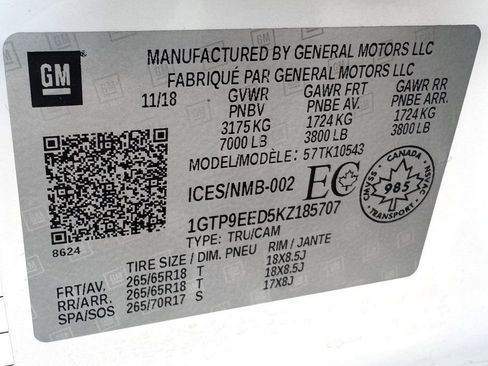 GM
MANUFACTURED BY GENERAL MOTORS LLC
FABRIQUÉ PAR GENERAL MOTORS LLC
11/18 GVWR GAWR FRT GAWR RR
PNBV PNBE AV. PNBE ARR.
3175 KG 1724 KG 1724 KG
7000 LB 3800 LB 3800 LB
MODEL/MODÈLE: 57TK10543
ICES/NMB-002 EC
CANADA
CMVSS NSVAC
985
TRANSPORT
1GTP9EED5KZ185707
TYPE: TRU/CAM
8624
TIRE SIZE / DIM. PNEU RIM / JANTE
FRT/AV. 265/65R18 T 18X8.5J
RR/ARR. 265/65R18 T 18X8.5J
SPA/SOS 265/70R17 S 17X8J